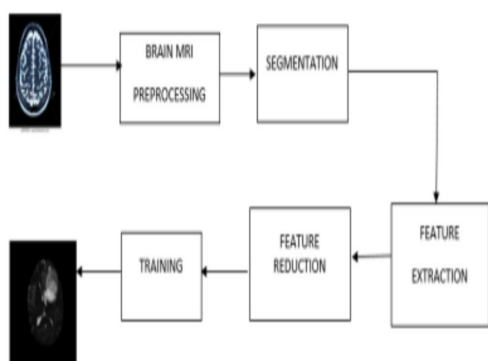 BRAIN MRI
PREPROCESSING
SEGMENTATION
FEATURE
EXTRACTION
FEATURE
REDUCTION
TRAINING